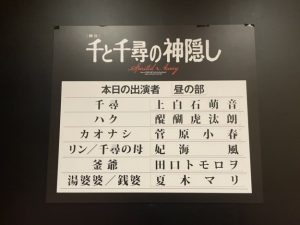 舞台
千と千尋の神隠し
Spirited Away
本日の出演者 昼の部
千尋 上白石萌音
ハク 醍醐虎汰朗
カオナシ 菅原小春
リン/千尋の母 妃海風
釜爺 田口トモロヲ
湯婆婆/銭婆 夏木マリ